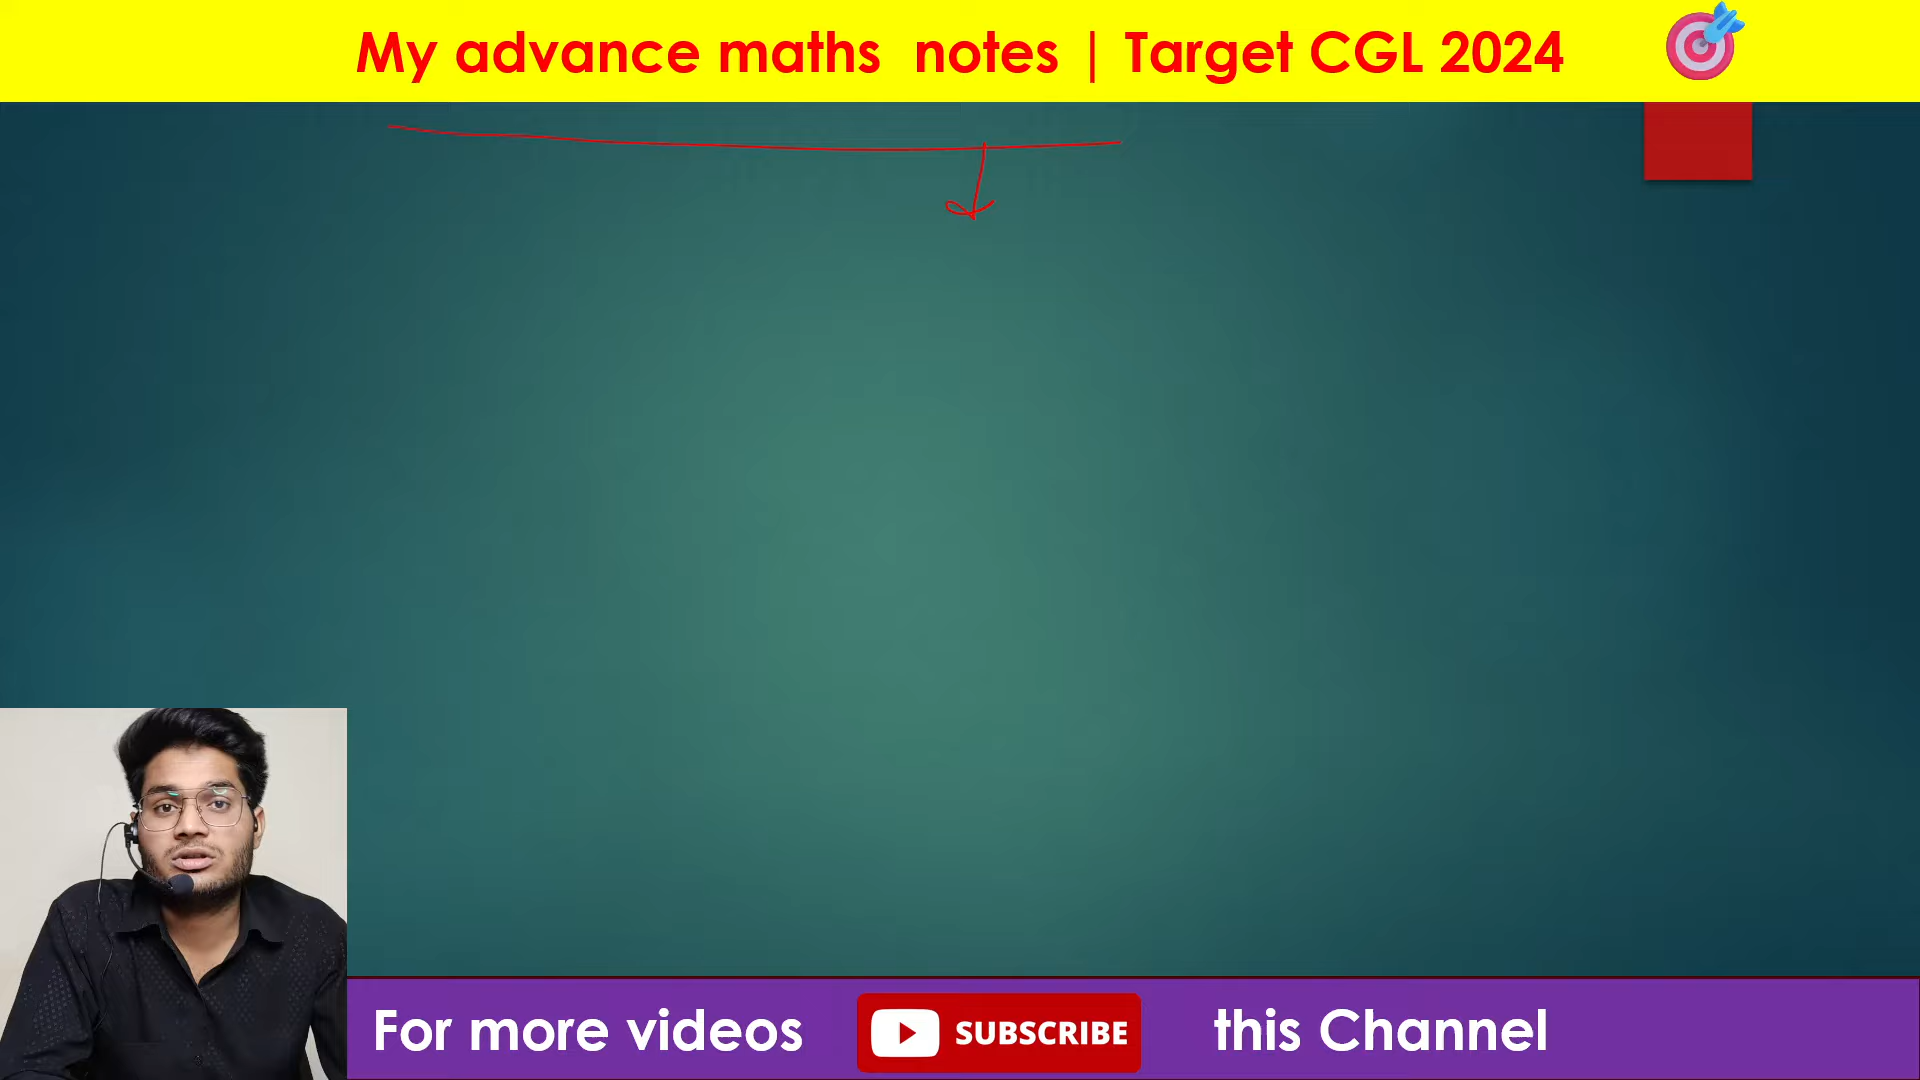 My advance maths notes | Target CGL 2024
For more videos SUBSCRIBE this Channel